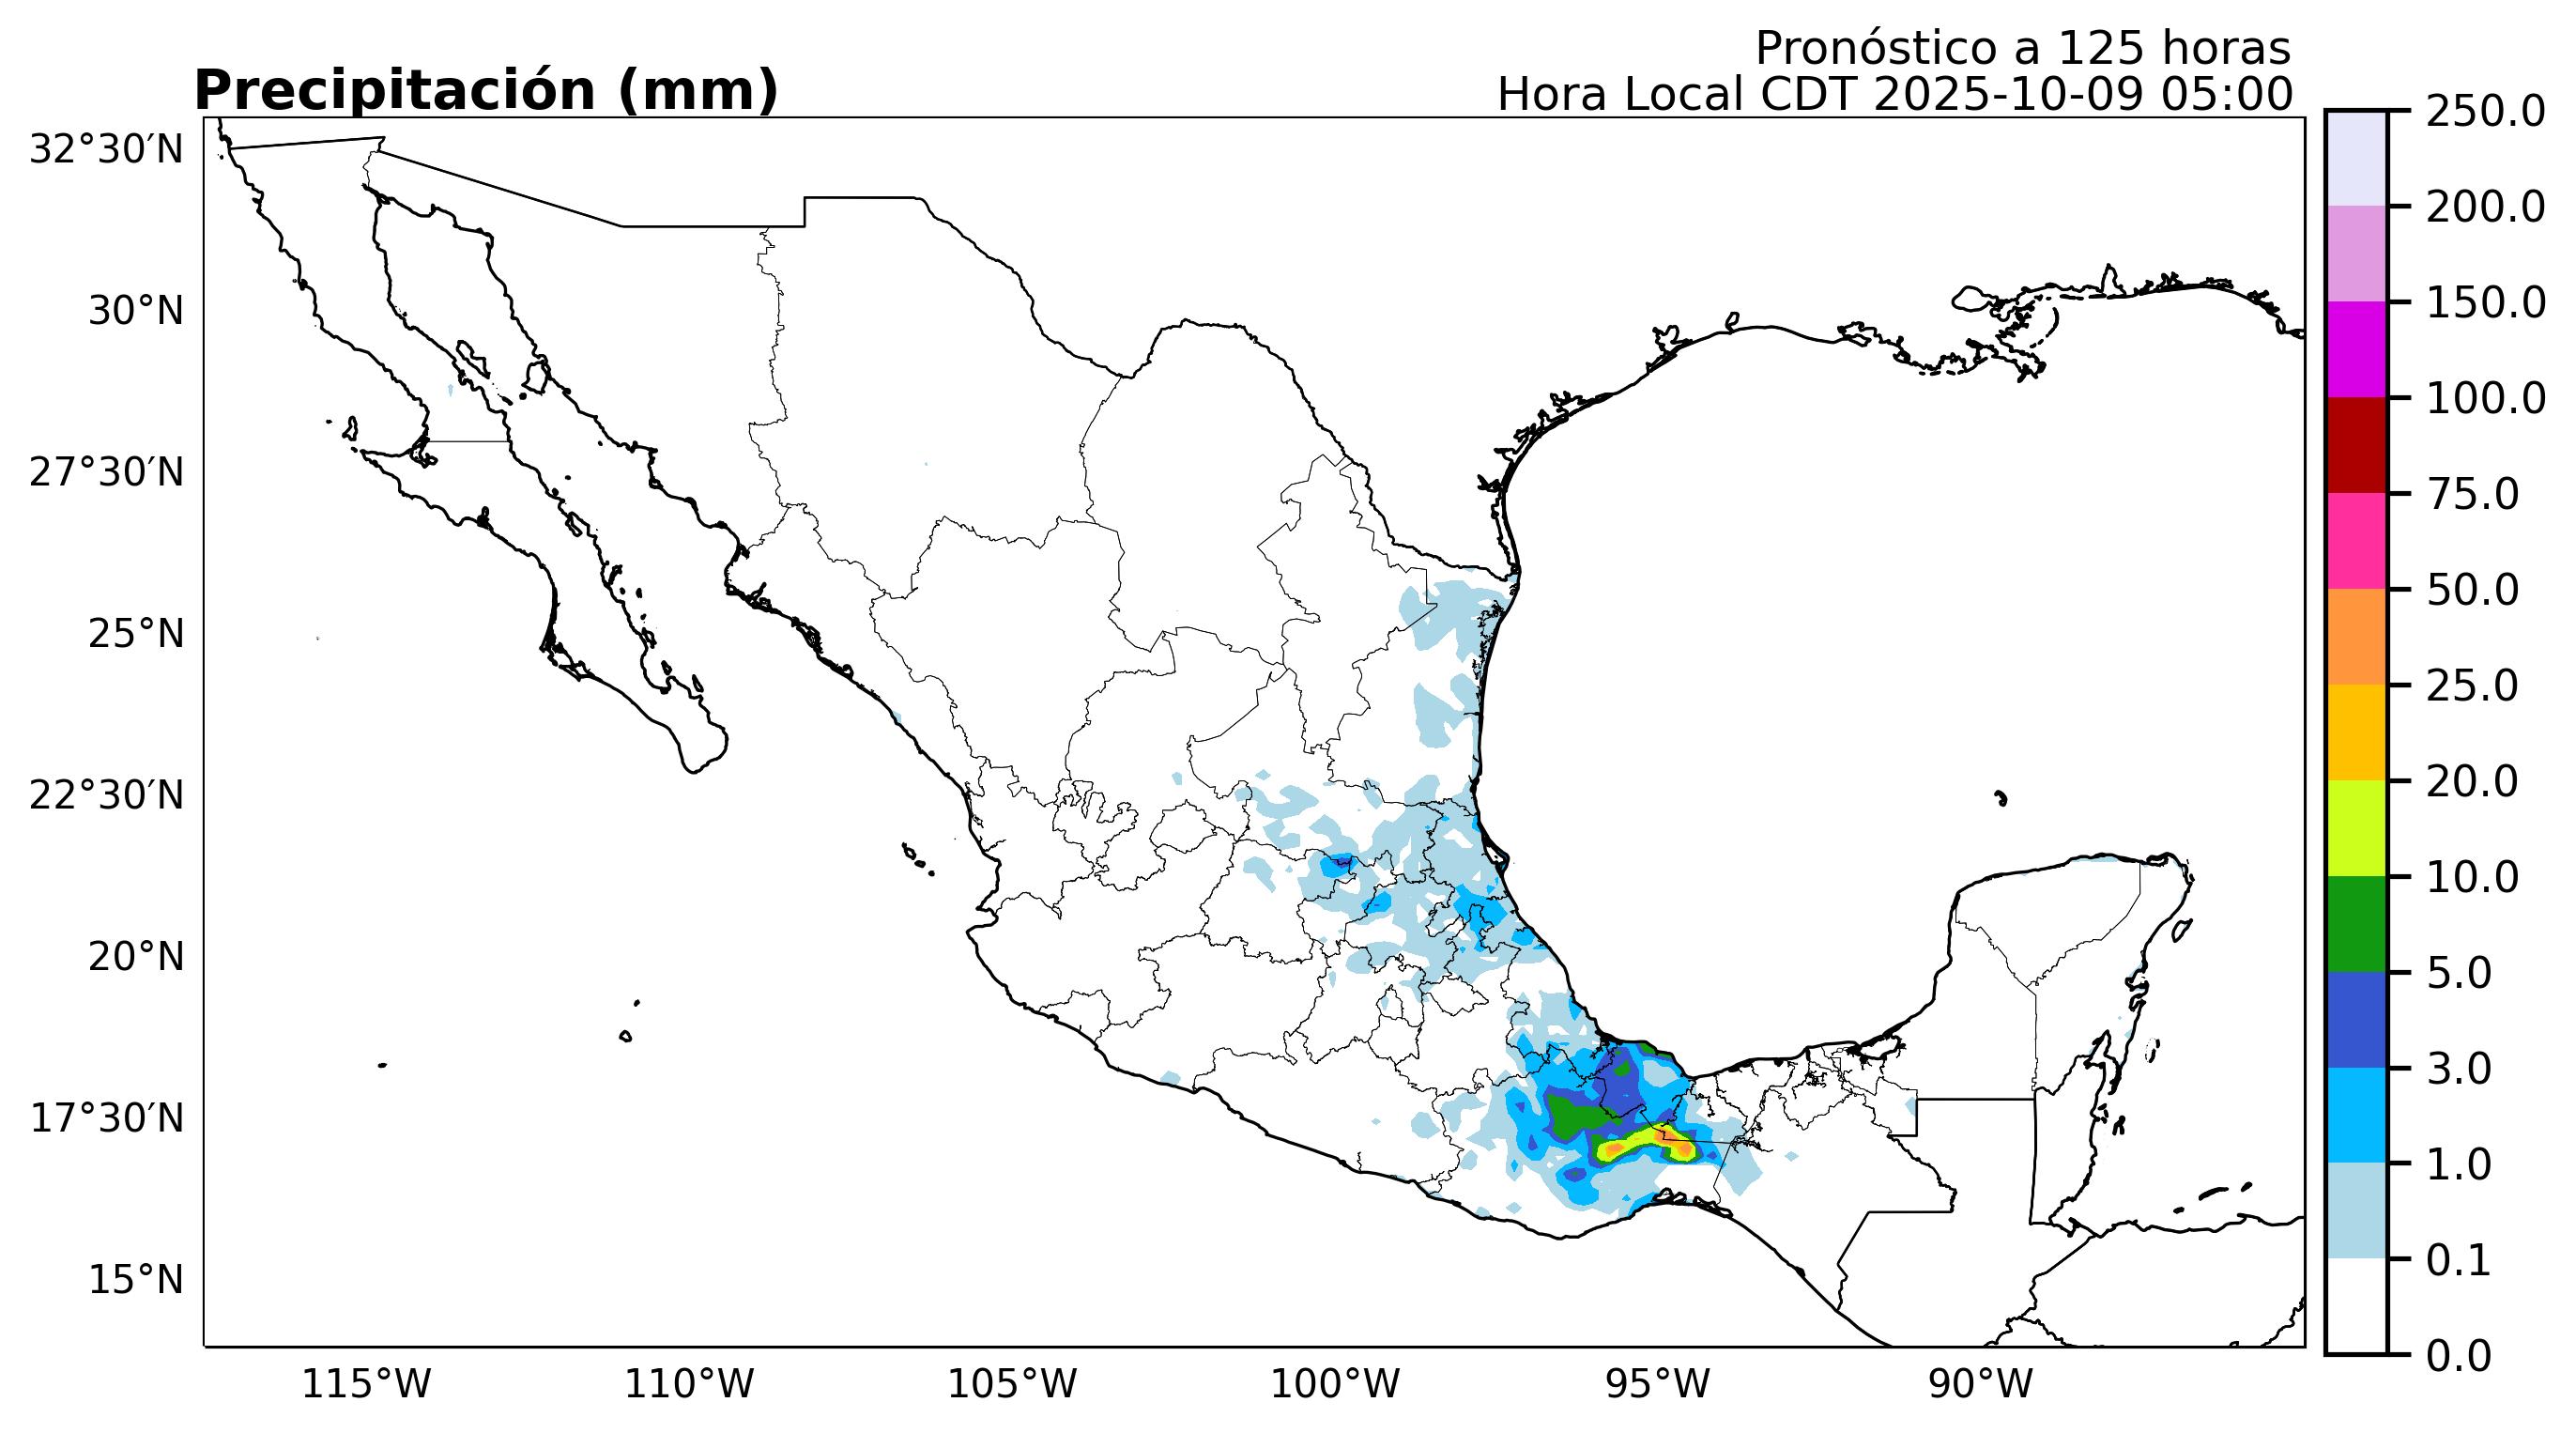 Pronóstico a 125 horas
Precipitación (mm)
Hora Local CDT 2025-10-09 05:00
32°30′N
30°N
27°30′N
25°N
22°30′N
20°N
17°30′N
15°N
115°W
110°W
105°W
100°W
95°W
90°W
250.0
200.0
150.0
100.0
75.0
50.0
25.0
20.0
10.0
5.0
3.0
1.0
0.1
0.0